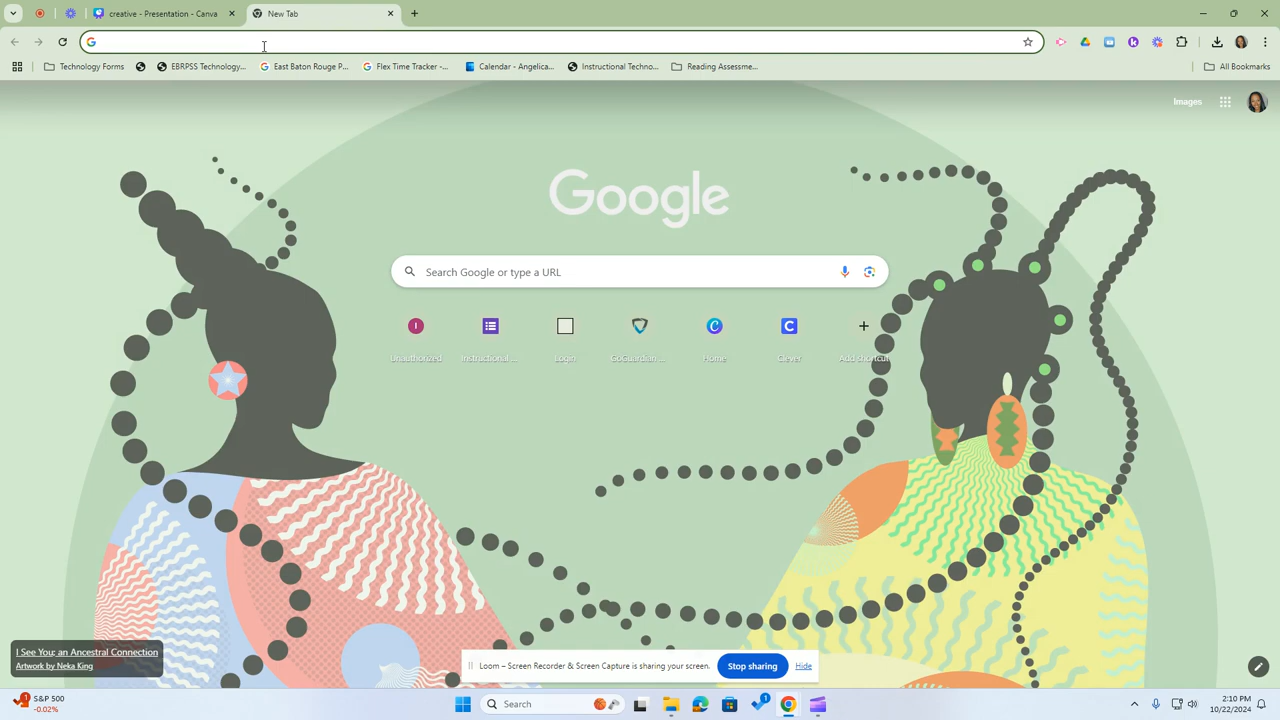 creative - Presentation - Canva
New Tab
Technology Forms
EBRPSS Technology...
East Baton Rouge P...
Flex Time Tracker -...
Calendar - Angelica...
Instructional Techno...
Reading Assessme...
All Bookmarks
Images
Google
Search Google or type a URL
Unauthorized
Instructional ...
Login
GoGuardian ...
Home
Clever
Add shortcut
I See You; an Ancestral Connection
Artwork by Neka King
Loom – Screen Recorder & Screen Capture is sharing your screen.
Stop sharing
Hide
S&P 500
-0.02%
Search
1
2:10 PM
10/22/2024